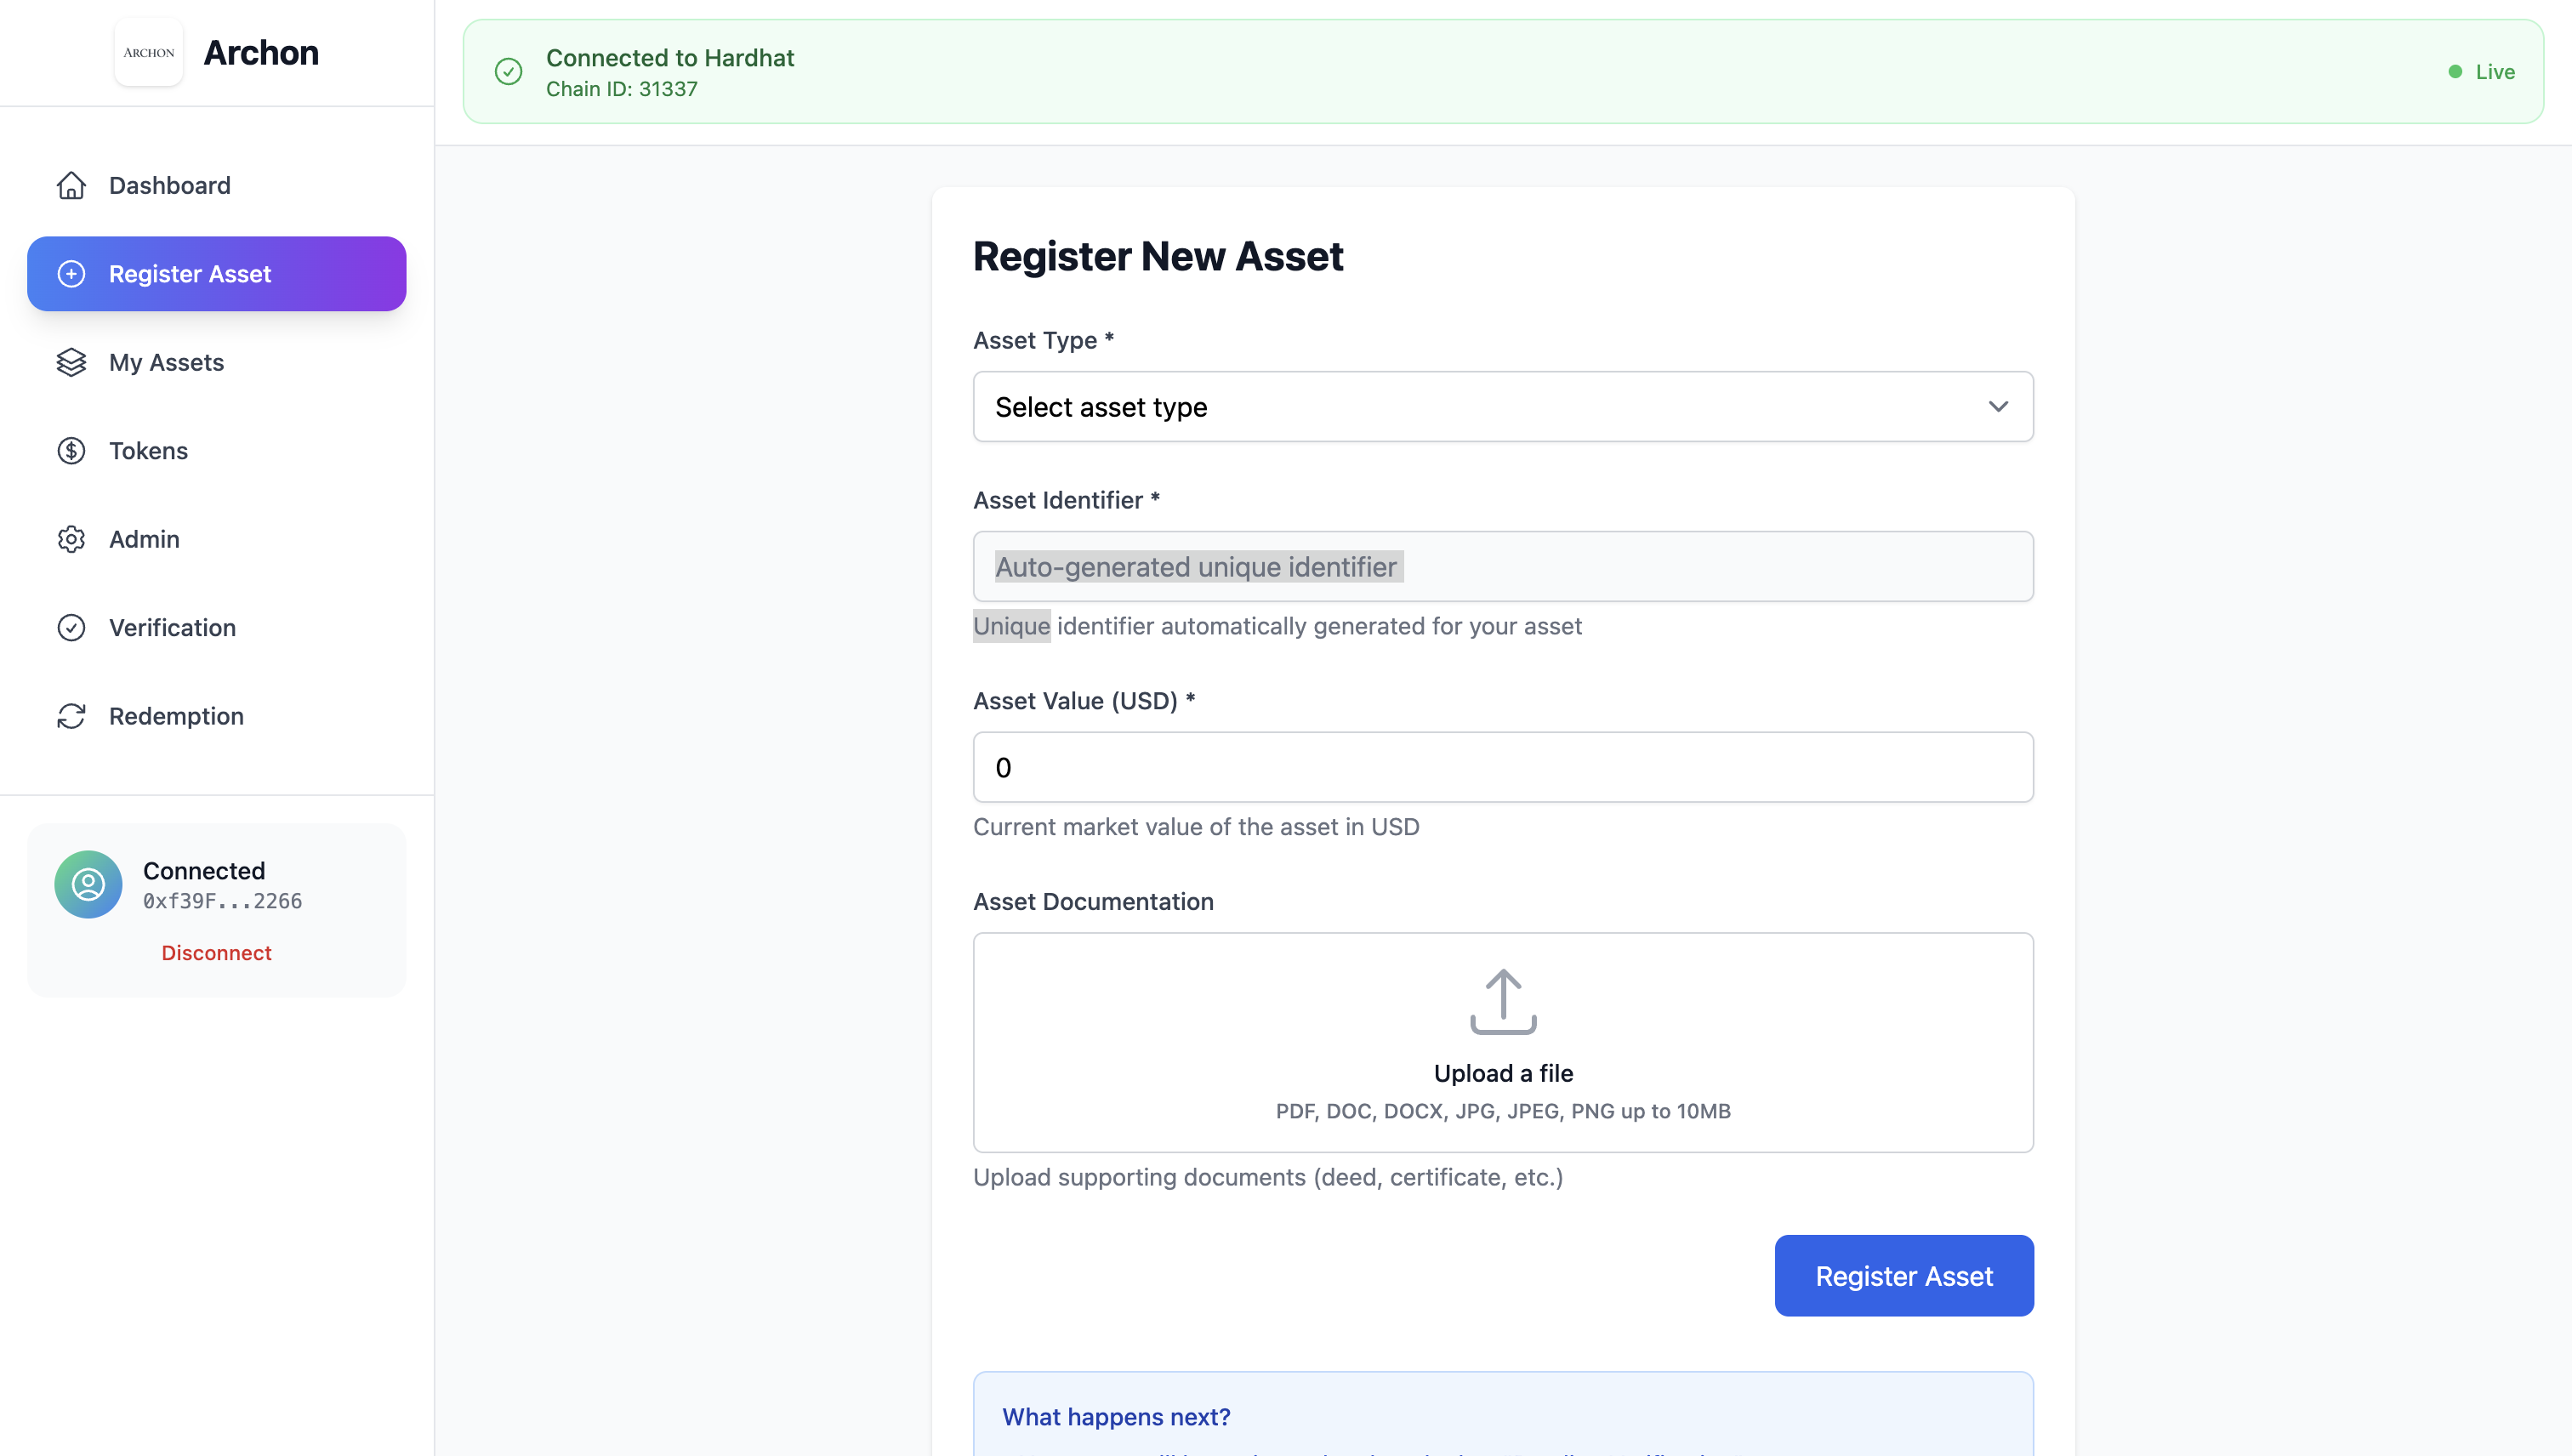 ARCHON
Archon
Dashboard
Register Asset
My Assets
Tokens
Admin
Verification
Redemption
Connected
0xf39F...2266
Disconnect
Connected to Hardhat
Chain ID: 31337
Live
Register New Asset
Asset Type *
Select asset type
Asset Identifier *
Auto-generated unique identifier
Unique identifier automatically generated for your asset
Asset Value (USD) *
0
Current market value of the asset in USD
Asset Documentation
Upload a file
PDF, DOC, DOCX, JPG, JPEG, PNG up to 10MB
Upload supporting documents (deed, certificate, etc.)
Register Asset
What happens next?